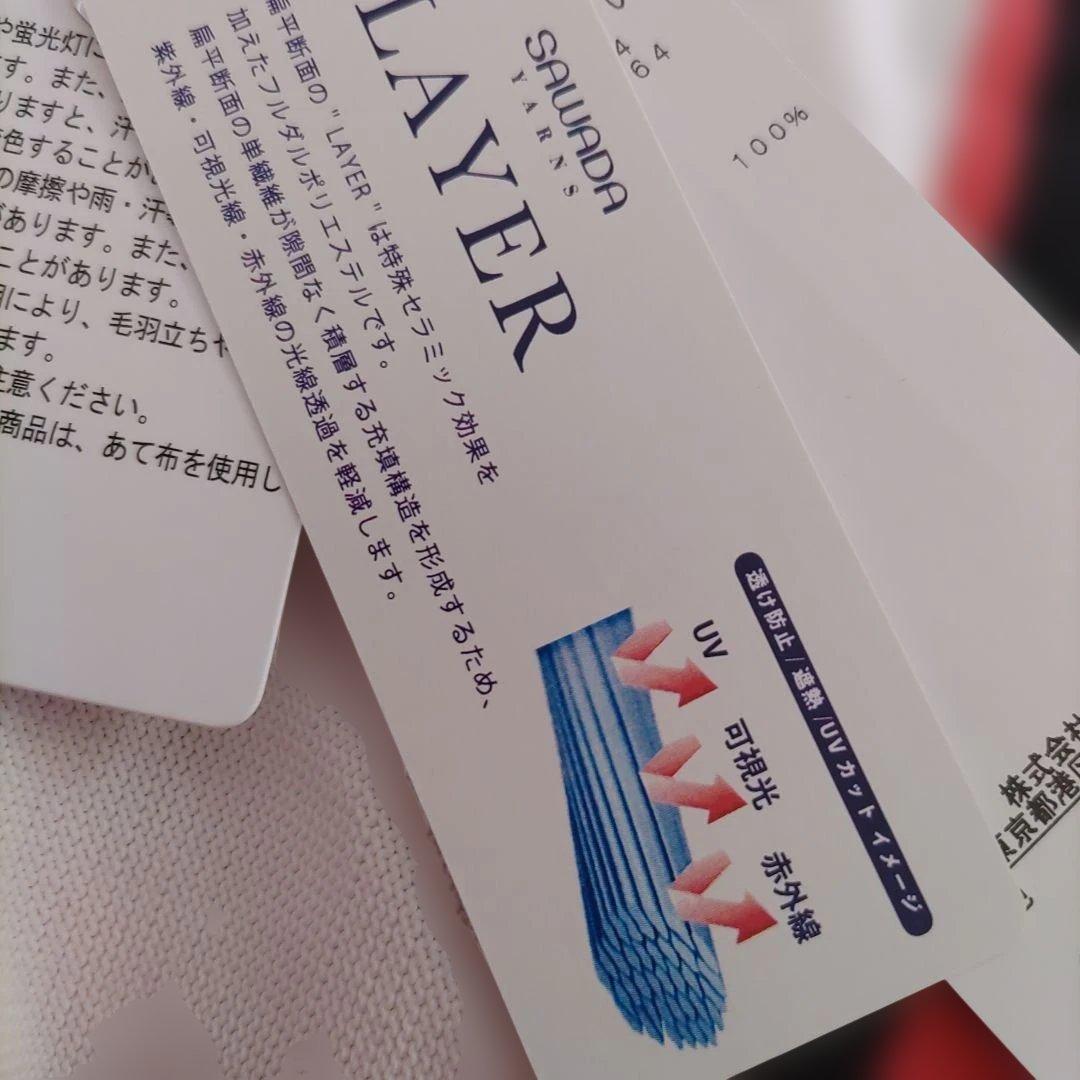 や蛍光灯に
す。また、
りますと、汗
色することが
の摩擦や雨・汗
があります。また、
ことがあります。
により、毛羽立ちや
ます。
注意ください。
商品は、あて布を使用し
LAYER
SAWADA
YARNS
扁平断面の"LAYER"は特殊セラミック効果を
加えたフルダルポリエステルです。
扁平断面の単繊維が隙間なく積層する充填構造を形成するため、
紫外線・可視光線・赤外線の光線透過を軽減します。
透け防止/遮熱/UVカットイメージ
UV
可視光
赤外線
464
100%
株式会社
東京都港区